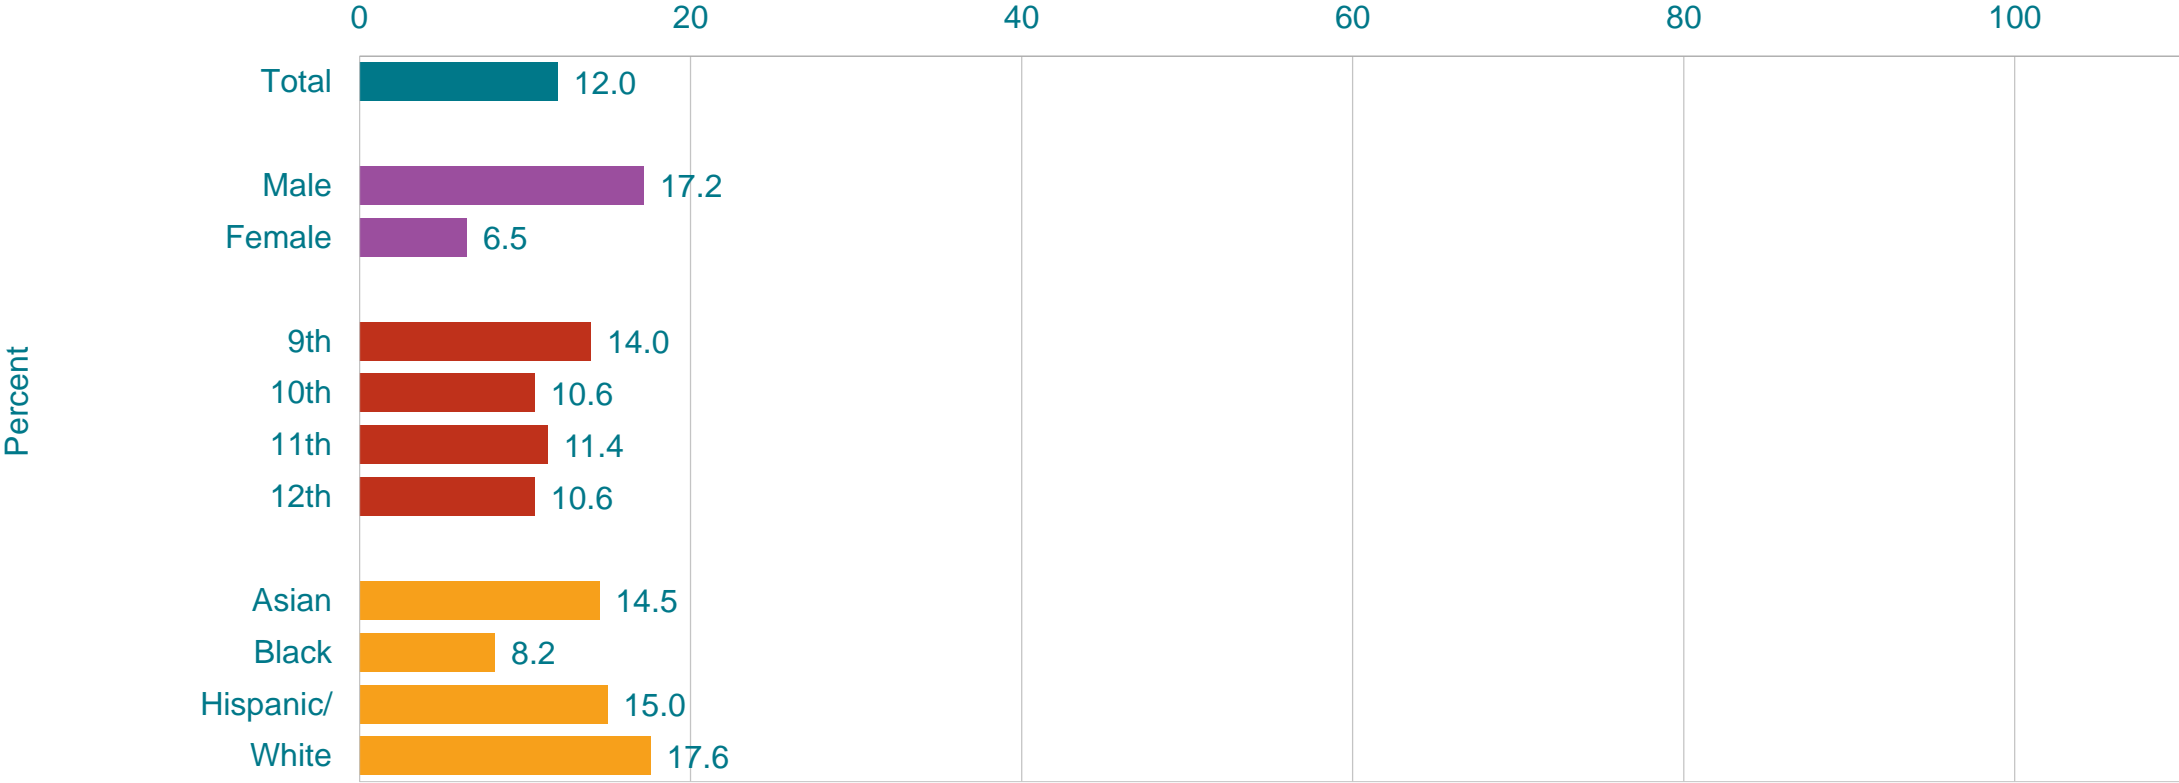 0 20 40 60 80 100
Total 12.0
Male 17.2
Female 6.5
Percent
9th 14.0
10th 10.6
11th 11.4
12th 10.6
Asian 14.5
Black 8.2
Hispanic/ 15.0
White 17.6